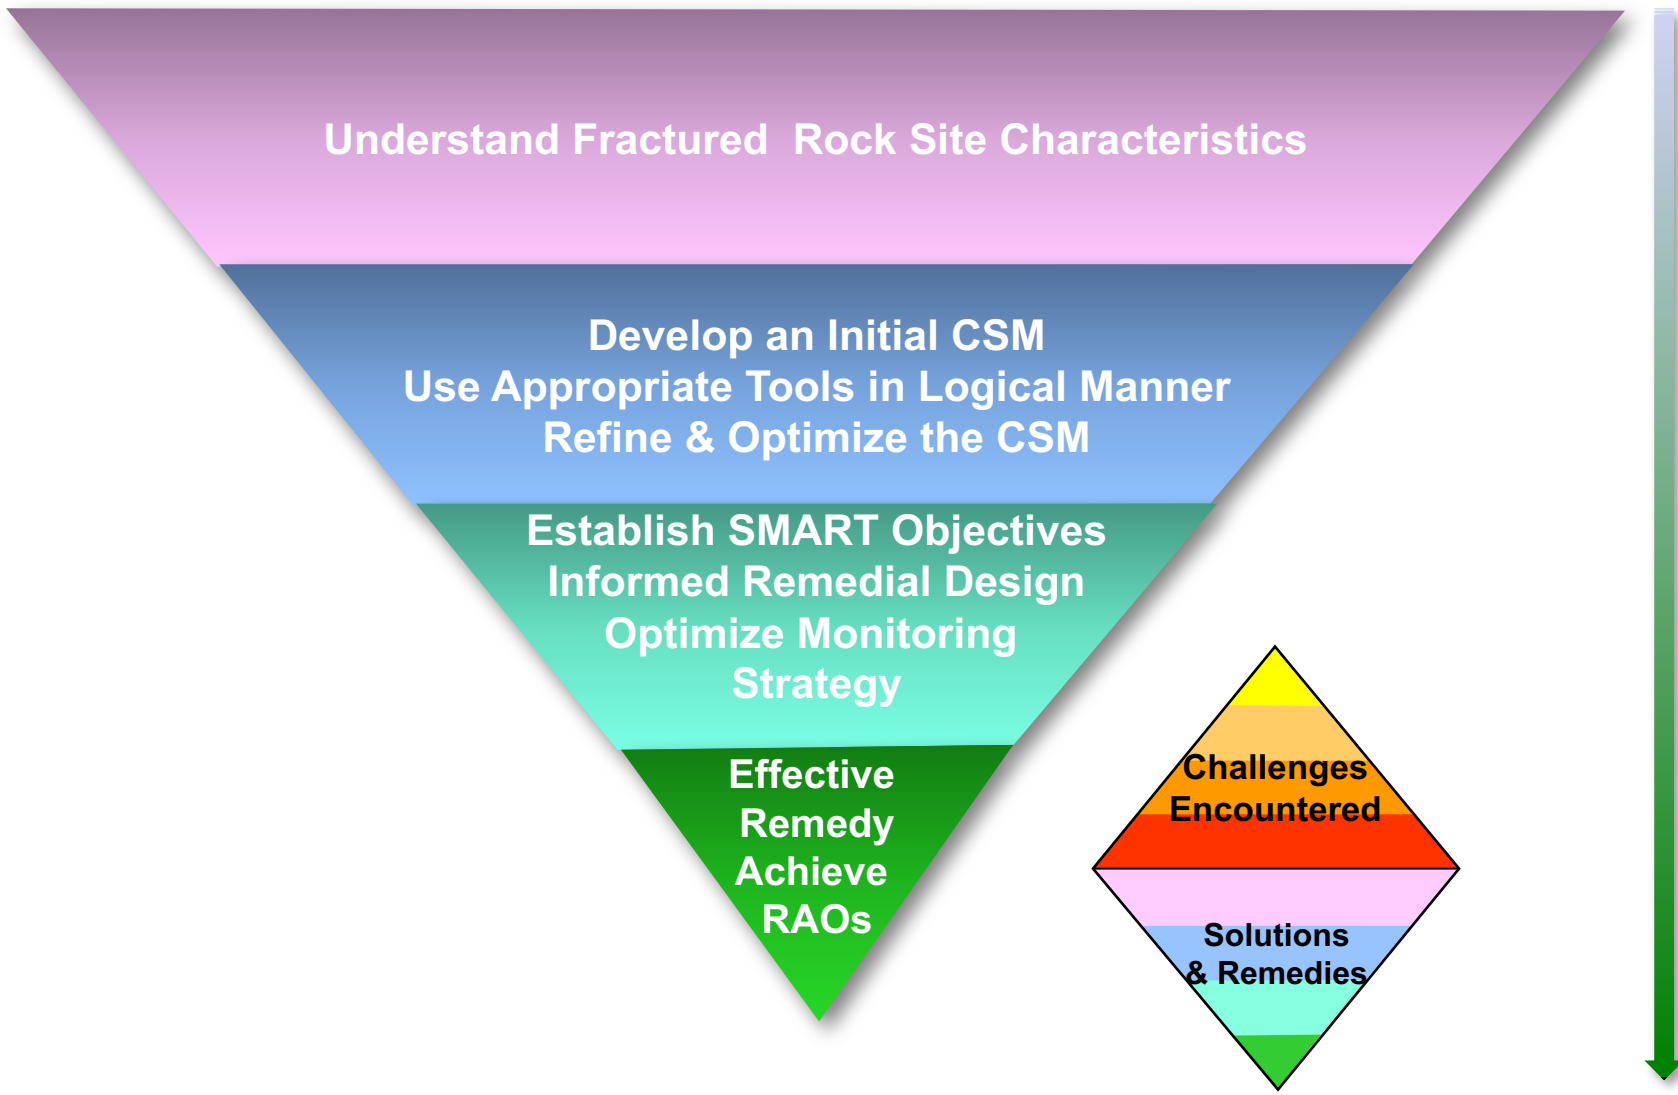 Understand Fractured  Rock Site Characteristics
Develop an Initial CSM
Use Appropriate Tools in Logical Manner
Refine & Optimize the CSM
Establish SMART Objectives
Informed Remedial Design
Optimize Monitoring
Strategy
Effective
Remedy
Achieve
RAOs
Challenges
Encountered
Solutions
& Remedies